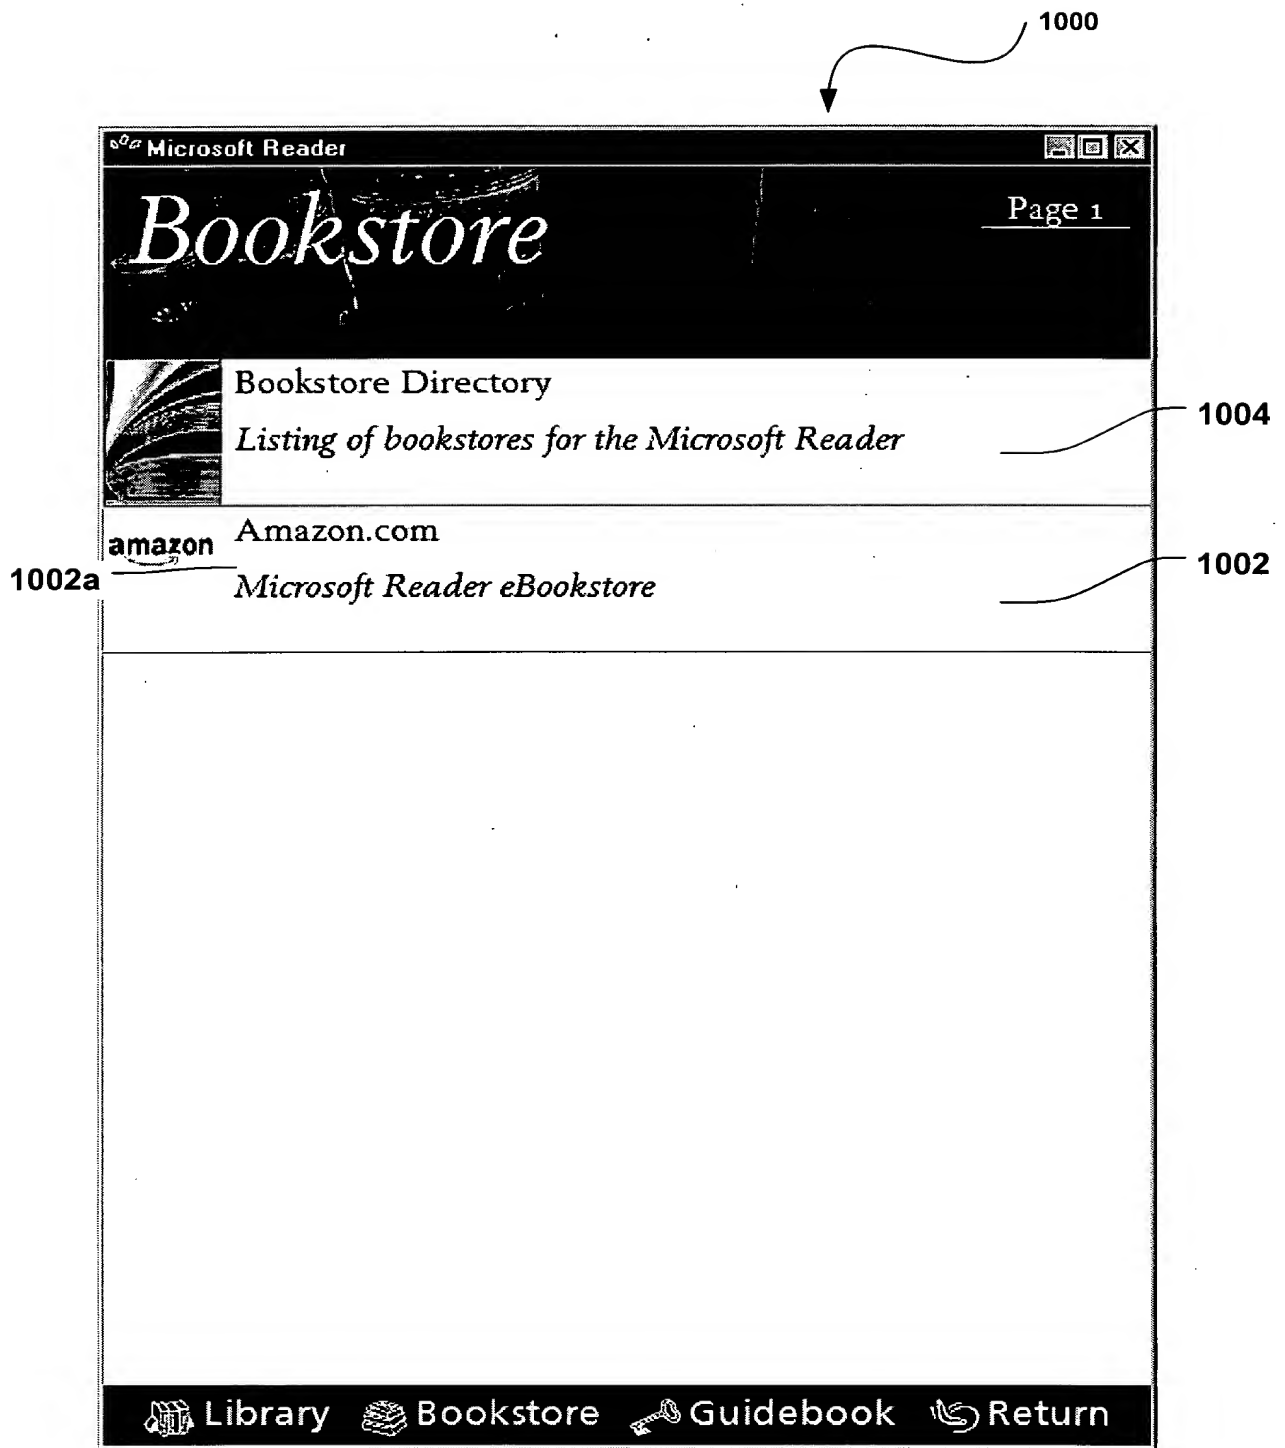 1000
Microsoft Reader
Bookstore
Page 1
Bookstore Directory
Listing of bookstores for the Microsoft Reader
1004
amazon
Amazon.com
1002a
Microsoft Reader eBookstore
1002
Library Bookstore Guidebook Return